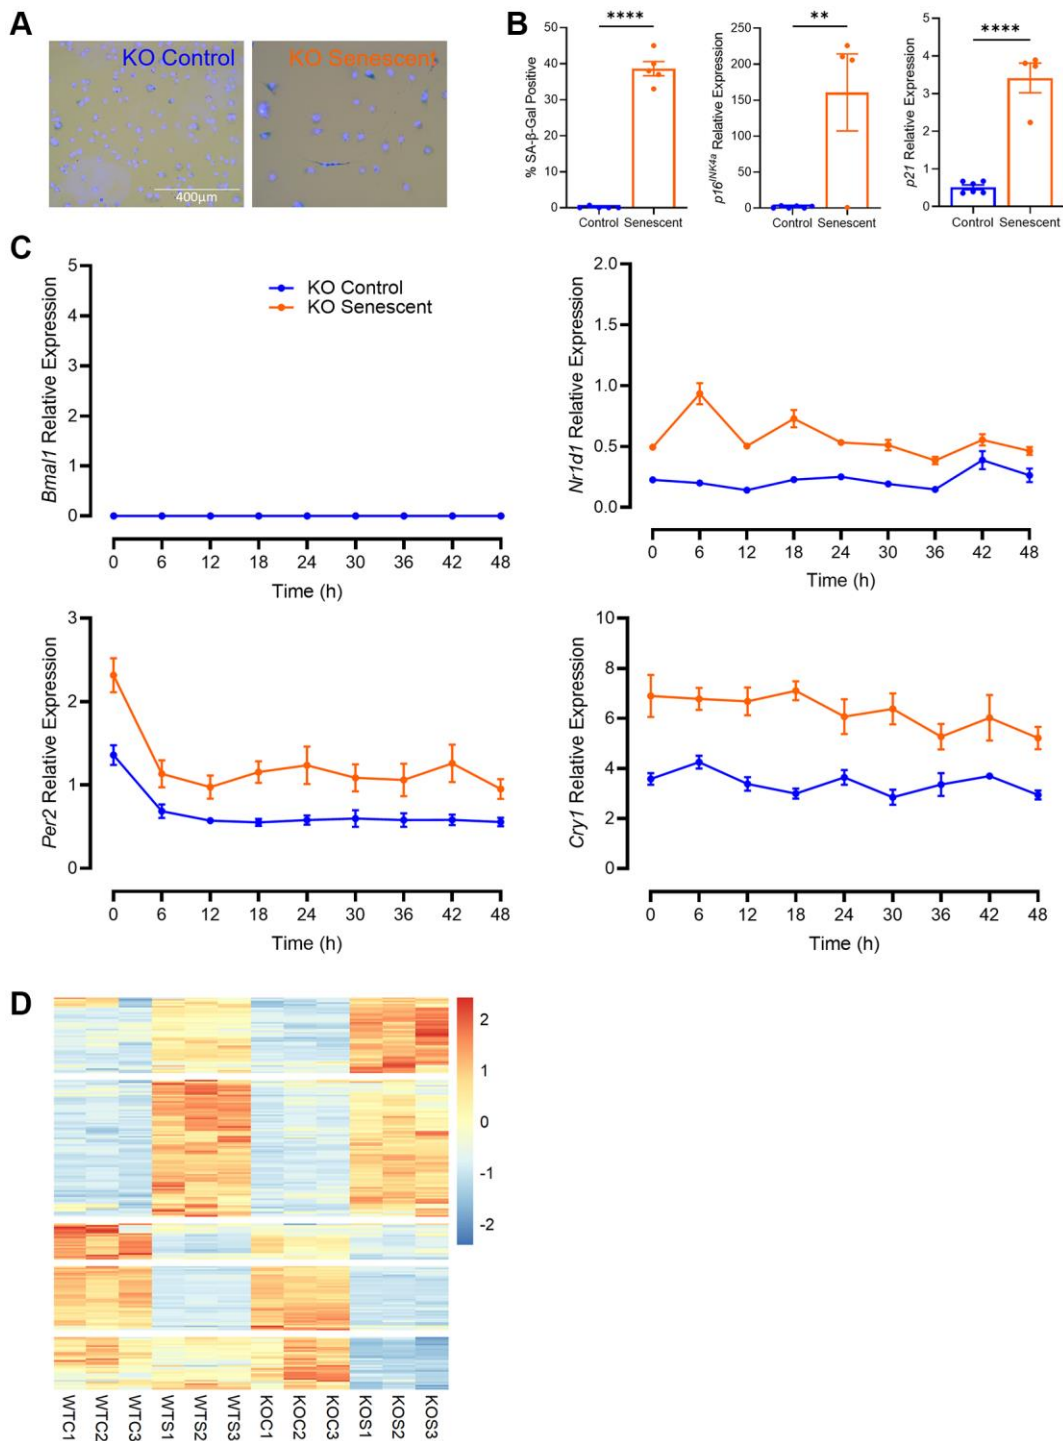 A
KO Control
KO Senescent
400μm
B
% SA-β-Gal Positive
50
40
30
20
10
0
****
Control Senescent
p16INK4a Relative Expression
250
200
150
100
50
0
**
Control Senescent
p21 Relative Expression
5
4
3
2
1
0
****
Control Senescent
C
Bmal1 Relative Expression
5
4
3
2
1
0
KO Control
KO Senescent
0 6 12 18 24 30 36 42 48
Time (h)
Nr1d1 Relative Expression
2.0
1.5
1.0
0.5
0.0
0 6 12 18 24 30 36 42 48
Time (h)
Per2 Relative Expression
3
2
1
0
0 6 12 18 24 30 36 42 48
Time (h)
Cry1 Relative Expression
10
8
6
4
2
0
0 6 12 18 24 30 36 42 48
Time (h)
D
2
1
0
-1
-2
WTC1
WTC2
WTC3
WTS1
WTS2
WTS3
KOC1
KOC2
KOC3
KOS1
KOS2
KOS3